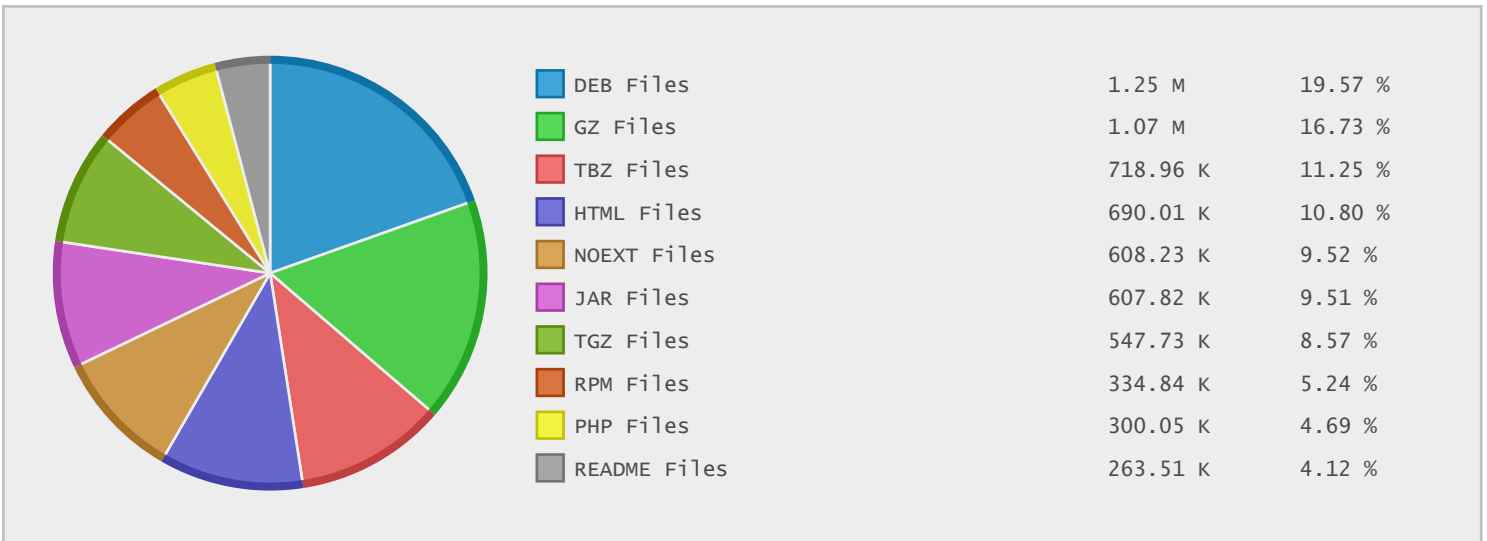 DEB Files 1.25 M 19.57 %
GZ Files 1.07 M 16.73 %
TBZ Files 718.96 K 11.25 %
HTML Files 690.01 K 10.80 %
NOEXT Files 608.23 K 9.52 %
JAR Files 607.82 K 9.51 %
TGZ Files 547.73 K 8.57 %
RPM Files 334.84 K 5.24 %
PHP Files 300.05 K 4.69 %
README Files 263.51 K 4.12 %